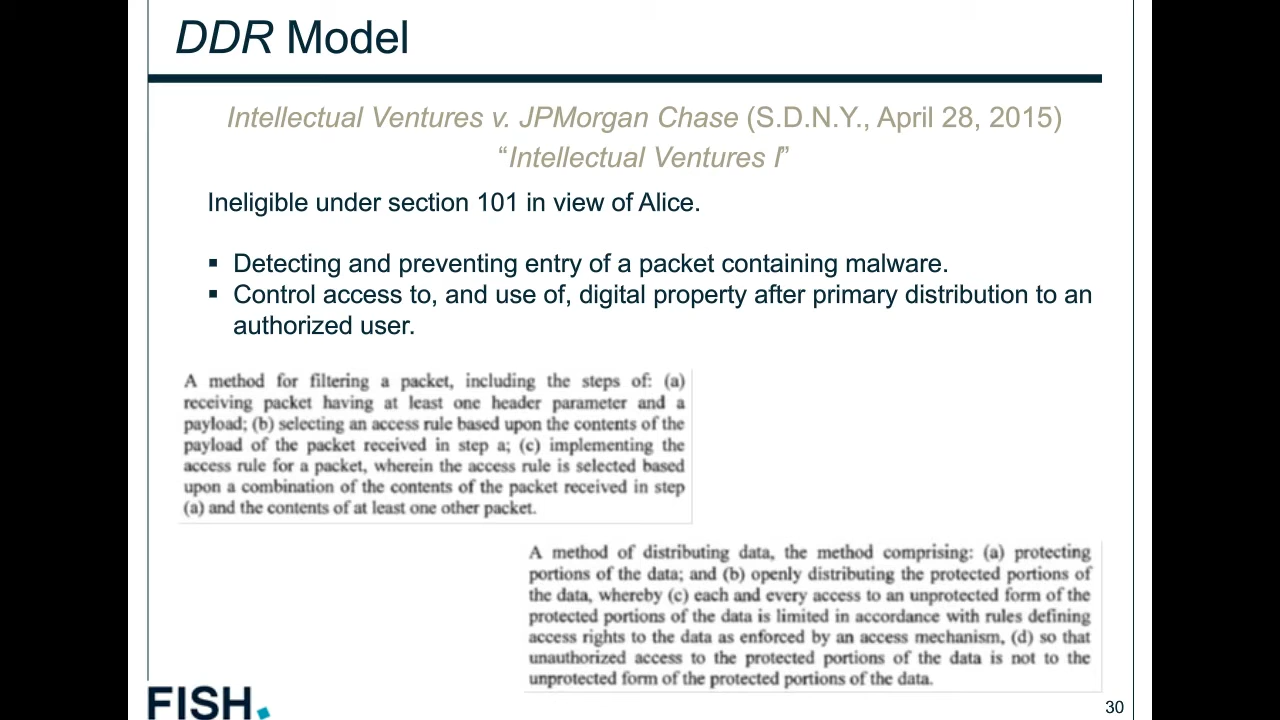 DDR Model
Intellectual Ventures v. JPMorgan Chase (S.D.N.Y., April 28, 2015)
“Intellectual Ventures I”
Ineligible under section 101 in view of Alice.
▪ Detecting and preventing entry of a packet containing malware.
▪ Control access to, and use of, digital property after primary distribution to an
authorized user.
A method for filtering a packet, including the steps of: (a)
receiving packet having at least one header parameter and a
payload; (b) selecting an access rule based upon the contents of the
payload of the packet received in step a; (c) implementing the
access rule for a packet, wherein the access rule is selected based
upon a combination of the contents of the packet received in step
(a) and the contents of at least one other packet.
A method of distributing data, the method comprising: (a) protecting
portions of the data; and (b) openly distributing the protected portions of
the data, whereby (c) each and every access to an unprotected form of the
protected portions of the data is limited in accordance with rules defining
access rights to the data as enforced by an access mechanism, (d) so that
unauthorized access to the protected portions of the data is not to the
unprotected form of the protected portions of the data.
FISH.
30